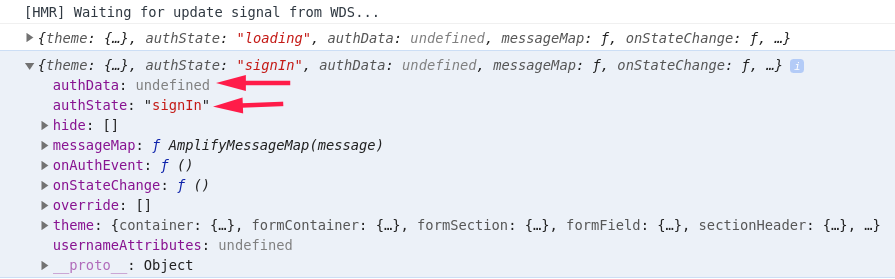 [HMR] Waiting for update signal from WDS...
{theme: {…}, authState: "loading", authData: undefined, messageMap: ƒ, onStateChange: ƒ, …}
{theme: {…}, authState: "signIn", authData: undefined, messageMap: ƒ, onStateChange: ƒ, …} i
authData: undefined
authState: "signIn"
hide: []
messageMap: ƒ AmplifyMessageMap(message)
onAuthEvent: ƒ ()
onStateChange: ƒ ()
override: []
theme: {container: {…}, formContainer: {…}, formSection: {…}, formField: {…}, sectionHeader: {…}, …}
usernameAttributes: undefined
__proto__: Object